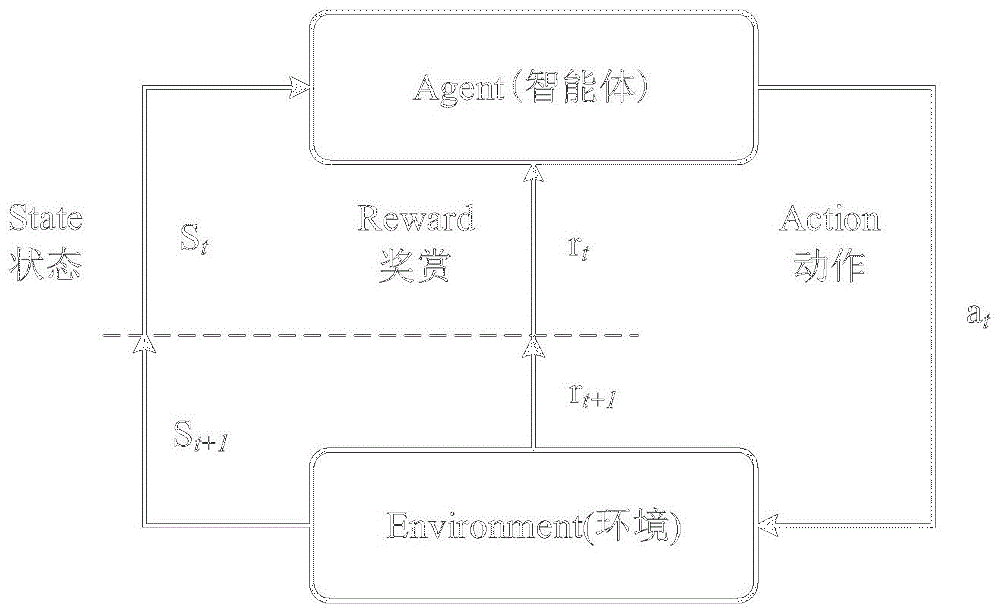 Agent(智能体)
State
状态
S_t
Reward
奖赏
r_t
Action
动作
a_t
S_{t+1}
r_{t+1}
Environment(环境)